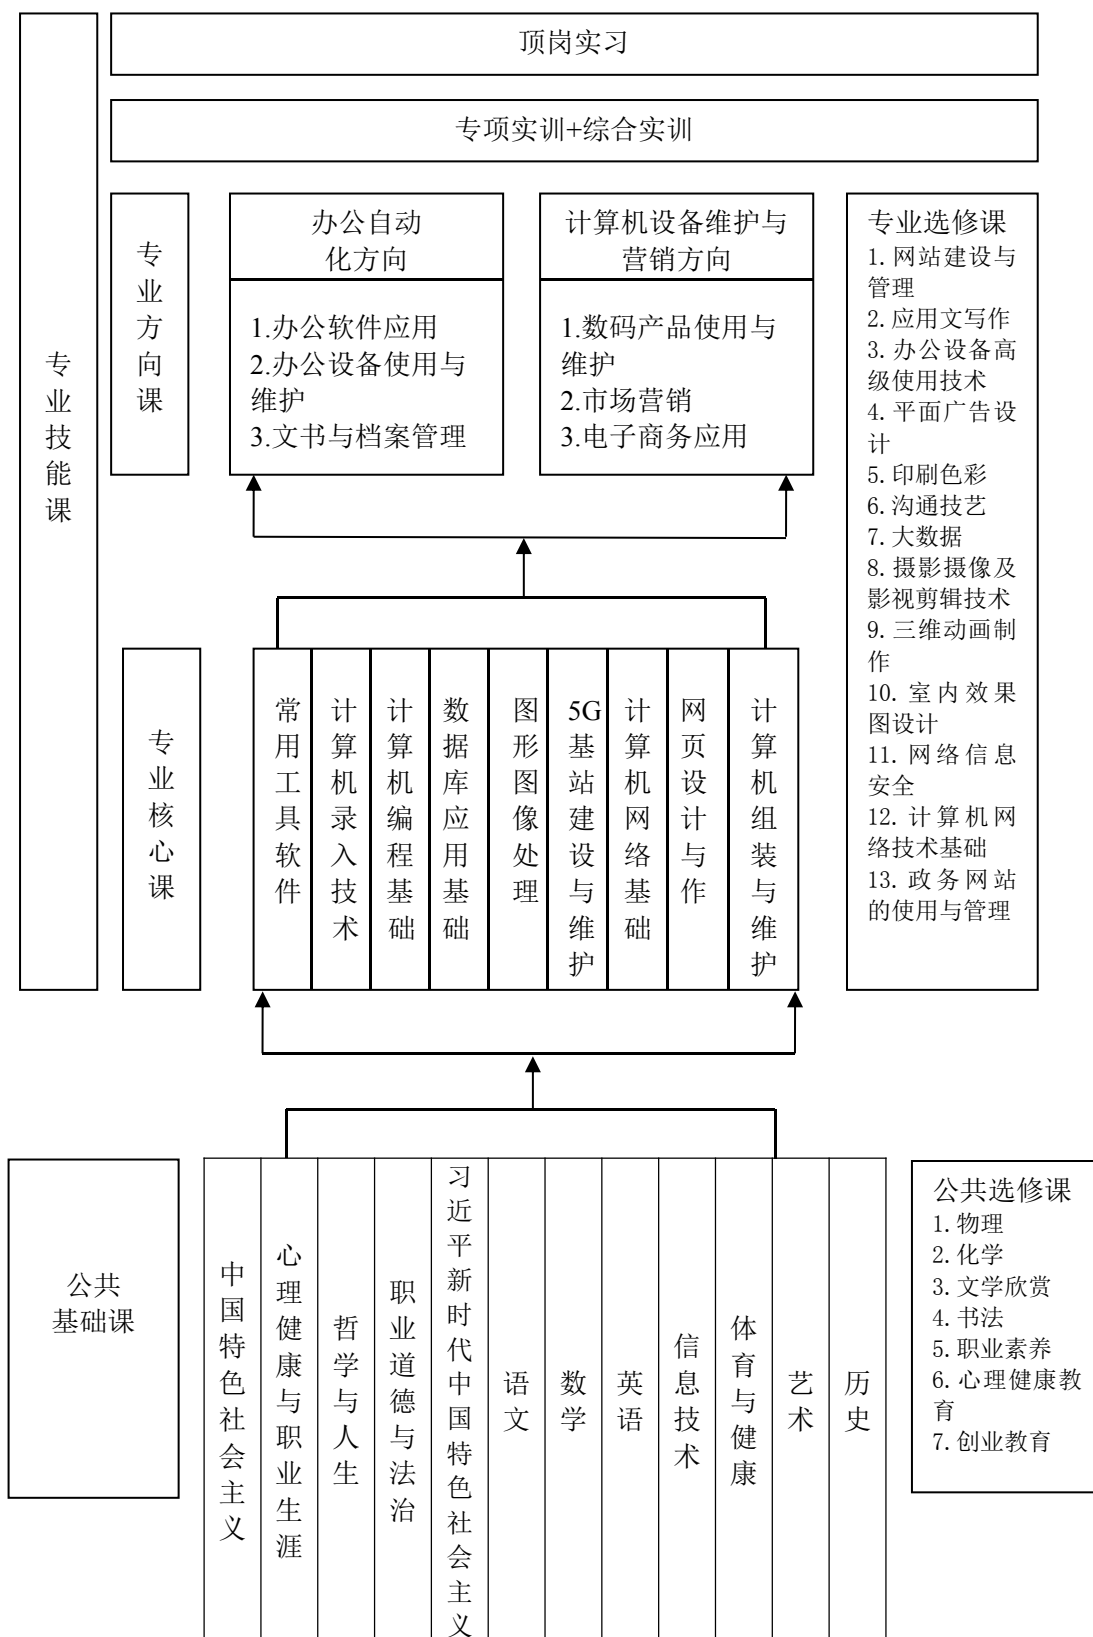 顶岗实习
专项实训+综合实训
专业技能课
专业方向课
办公自动
化方向
1.办公软件应用
2.办公设备使用与
维护
3.文书与档案管理
计算机设备维护与
营销方向
1.数码产品使用与
维护
2.市场营销
3.电子商务应用
专业选修课
1.网站建设与
管理
2.应用文写作
3.办公设备高
级使用技术
4.平面广告设
计
5.印刷色彩
6.沟通技艺
7.大数据
8.摄影摄像及
影视剪辑技术
9.三维动画制
作
10.室内效果
图设计
11.网络信息
安全
12.计算机网
络技术基础
13.政务网站
的使用与管理
专业核心课
常用工具软件
计算机录入技术
计算机编程基础
数据库应用基础
图形图像处理
5G基站建设与维护
计算机网络基础
网页设计与作
计算机组装与维护
公共
基础课
中国特色社会主义
心理健康与职业生涯
哲学与人生
职业道德与法治
习近平新时代中国特色社会主义
语文
数学
英语
信息技术
体育与健康
艺术
历史
公共选修课
1.物理
2.化学
3.文学欣赏
4.书法
5.职业素养
6.心理健康教
育
7.创业教育